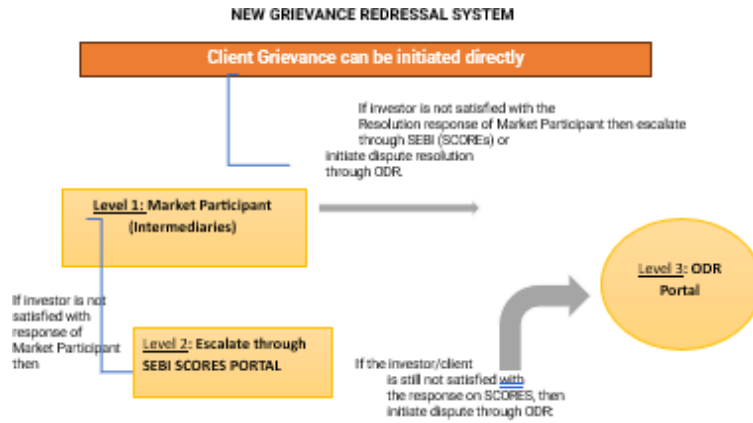 NEW GRIEVANCE REDRESSAL SYSTEM
Client Grievance can be initiated directly
If investor is not satisfied with the
Resolution response of Market Participant then escalate
through SEBI (SCOREs) or
initiate dispute resolution
through ODR.
Level 1: Market Participant
(Intermediaries)
If investor is not
satisfied with
response of
Market Participant
then
Level 2: Escalate through
SEBI SCORES PORTAL
If the investor/client
is still not satisfied with
the response on SCORES, then
initiate dispute through ODR:
Level 3: ODR
Portal